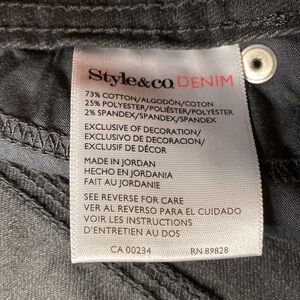 Style&co. DENIM
73% COTTON/ALGODÓN/COTON
25% POLYESTER/POLIÉSTER/POLYESTER
2% SPANDEX/SPANDEX/SPANDEX
EXCLUSIVE OF DECORATION/
EXCLUSIVO DE DECORACION/
EXCLUSIF DE DÉCOR
MADE IN JORDAN
HECHO EN JORDANIA
FAIT AU JORDANIE
SEE REVERSE FOR CARE
VER AL REVERSO PARA EL CUIDADO
VOIR LES INSTRUCTIONS
D'ENTRETIEN AU DOS
CA 00234 RN 89828